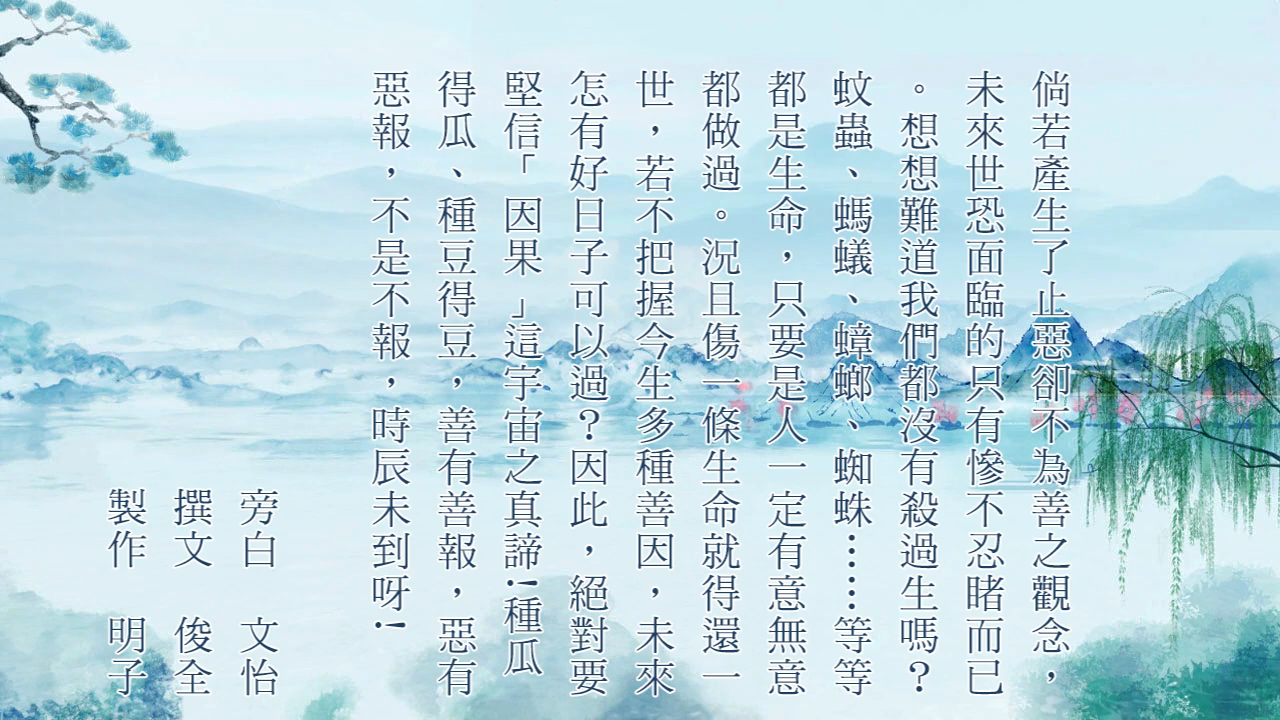 倘若產生了止惡卻不為善之觀念，
未來世恐面臨的只有慘不忍睹而已
。想想難道我們都沒有殺過生嗎？
蚊蟲、螞蟻、蟑螂、蜘蛛……等等
都是生命，只要是人一定有意無意
都做過。況且傷一條生命就得還一
世，若不把握今生多種善因，未來
怎有好日子可以過？因此，絕對要
堅信「因果」這宇宙之真諦！種瓜
得瓜、種豆得豆，善有善報，惡有
惡報，不是不報，時辰未到呀！
旁白　文怡
撰文　俊全
製作　明子